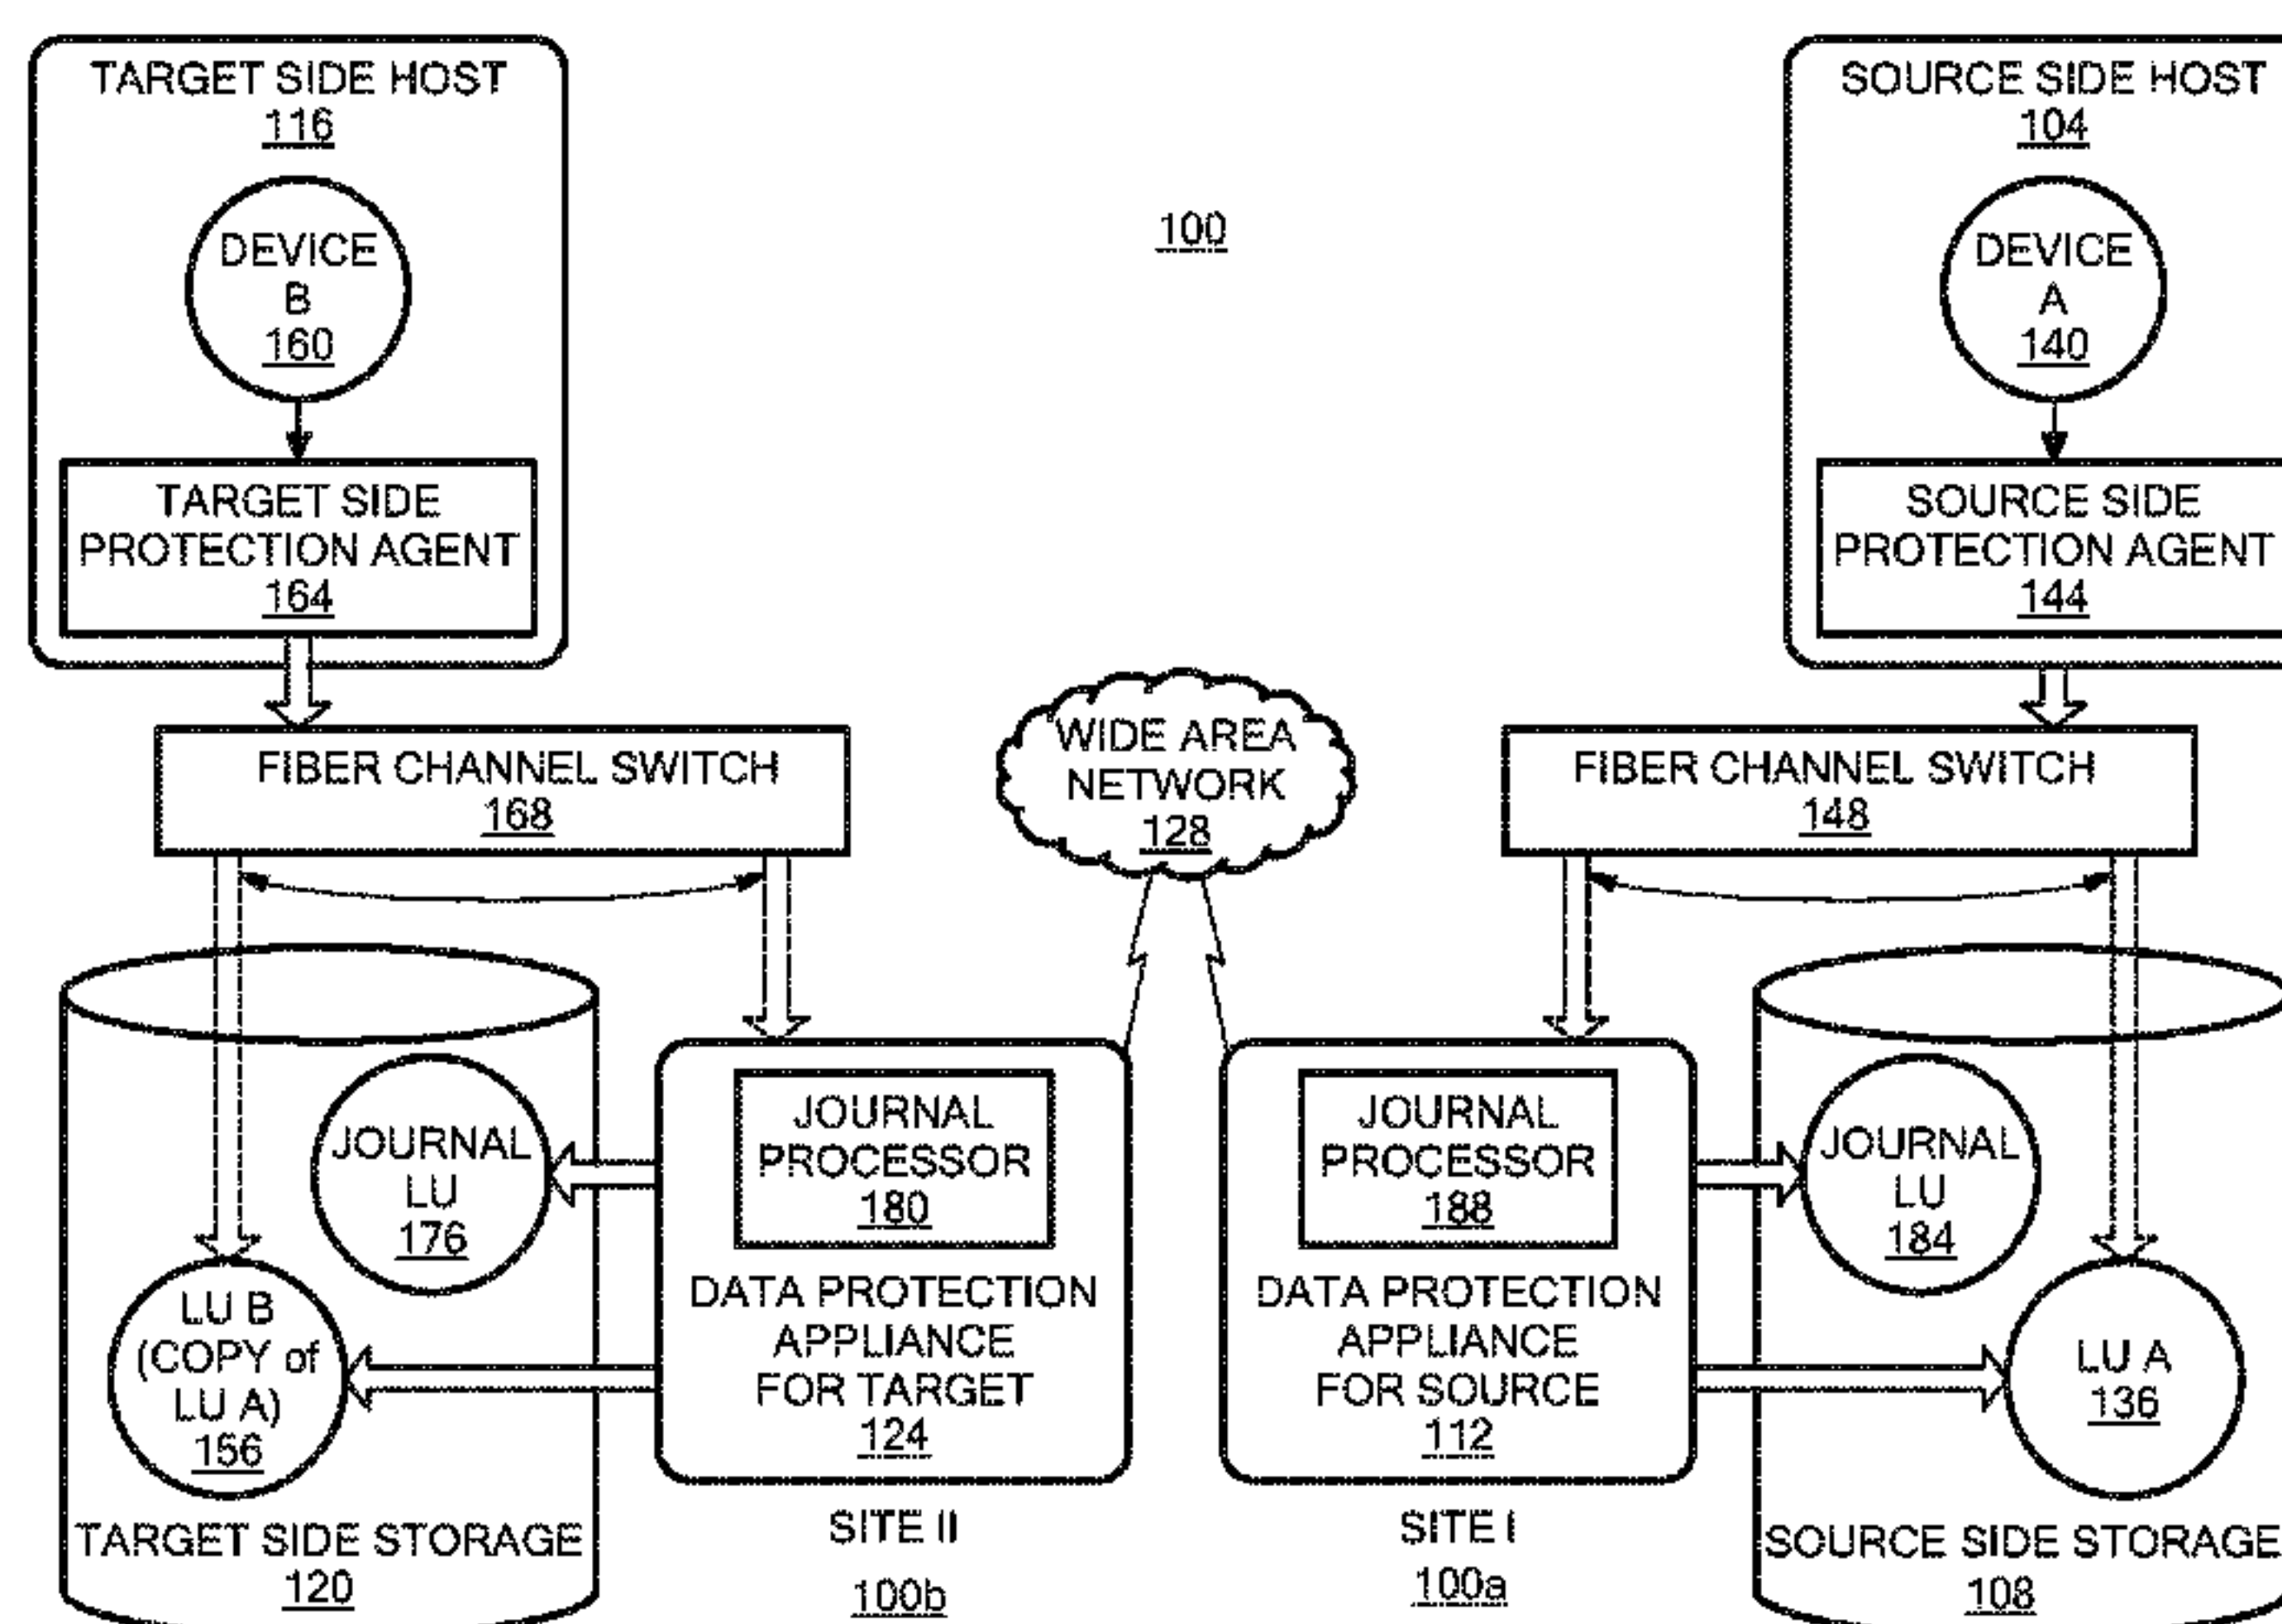 TARGET SIDE HOST
116
DEVICE
B
160
TARGET SIDE
PROTECTION AGENT
164
100
SOURCE SIDE HOST
104
DEVICE
A
140
SOURCE SIDE
PROTECTION AGENT
144
FIBER CHANNEL SWITCH
168
WIDE AREA
NETWORK
128
FIBER CHANNEL SWITCH
148
JOURNAL
LU
176
LU B
(COPY of
LU A)
156
TARGET SIDE STORAGE
120
JOURNAL
PROCESSOR
180
DATA PROTECTION
APPLIANCE
FOR TARGET
124
SITE II
100b
JOURNAL
PROCESSOR
188
DATA PROTECTION
APPLIANCE
FOR SOURCE
112
SITE I
100a
JOURNAL
LU
184
LU A
136
SOURCE SIDE STORAGE
108